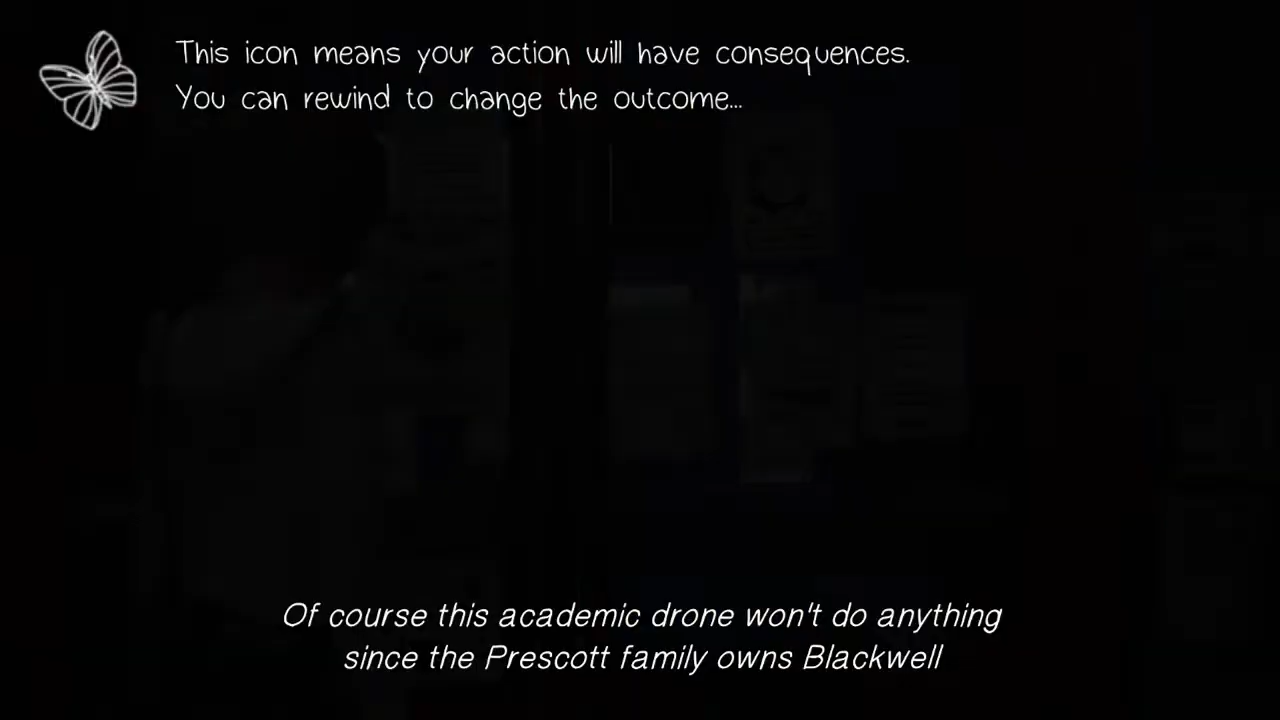 This icon means your action will have consequences.
You can rewind to change the outcome...
Of course this academic drone won't do anything
since the Prescott family owns Blackwell